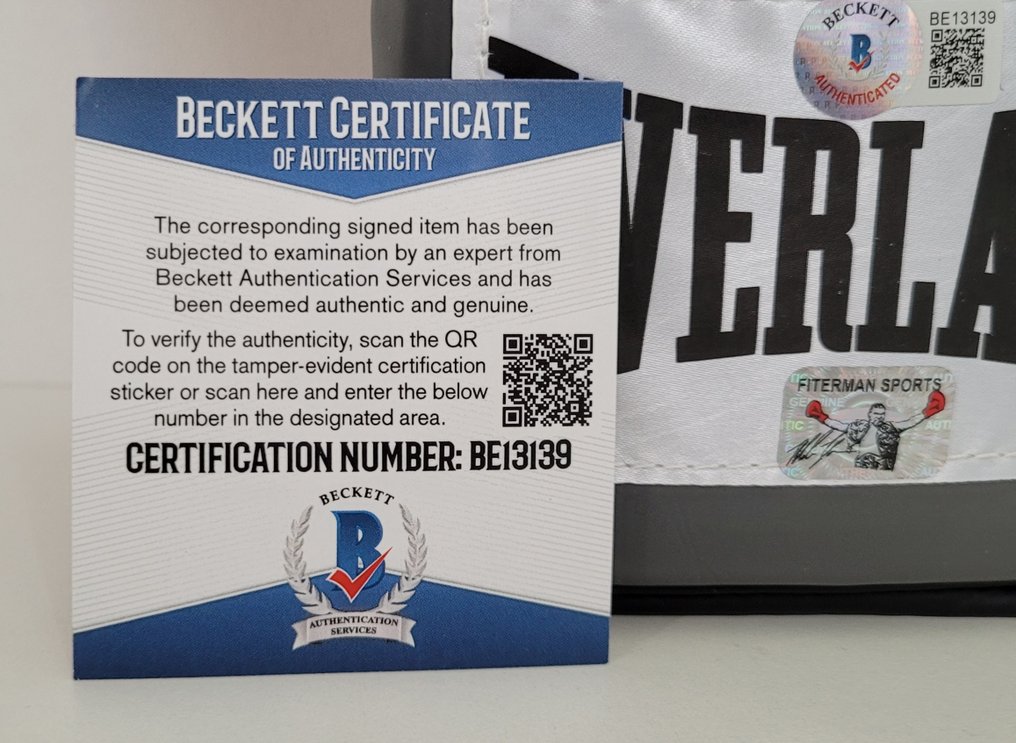 BECKETT CERTIFICATE
OF AUTHENTICITY
The corresponding signed item has been
subjected to examination by an expert from
Beckett Authentication Services and has
been deemed authentic and genuine.
To verify the authenticity, scan the QR
code on the tamper-evident certification
sticker or scan here and enter the below
number in the designated area.
CERTIFICATION NUMBER: BE13139
BECKETT
B
AUTHENTICATION
SERVICES
BECKETT
B
AUTHENTICATED
BE13139
VERLA
FITERMAN SPORTS